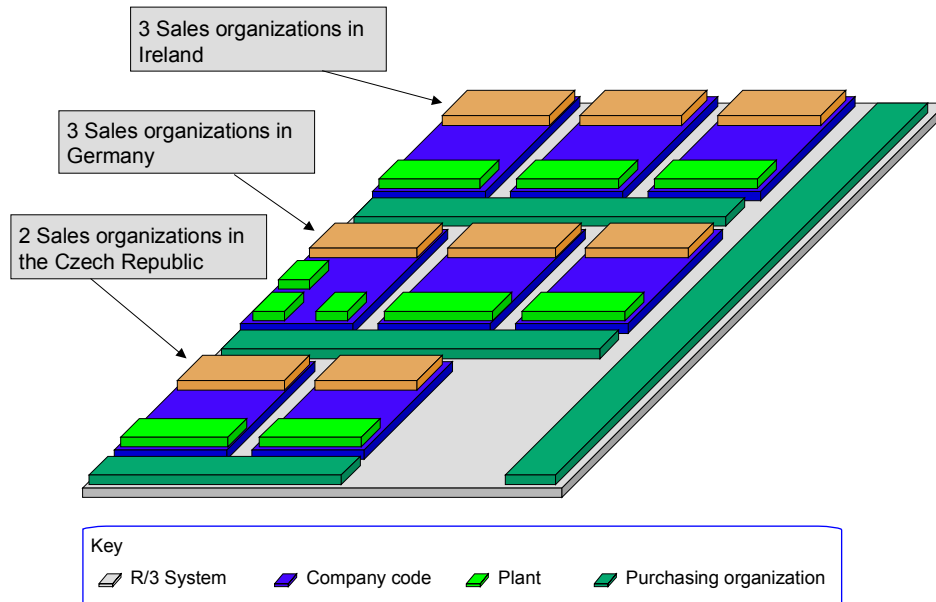 3 Sales organizations in
Ireland
3 Sales organizations in
Germany
2 Sales organizations in
the Czech Republic
Key
R/3 System
Company code
Plant
Purchasing organization